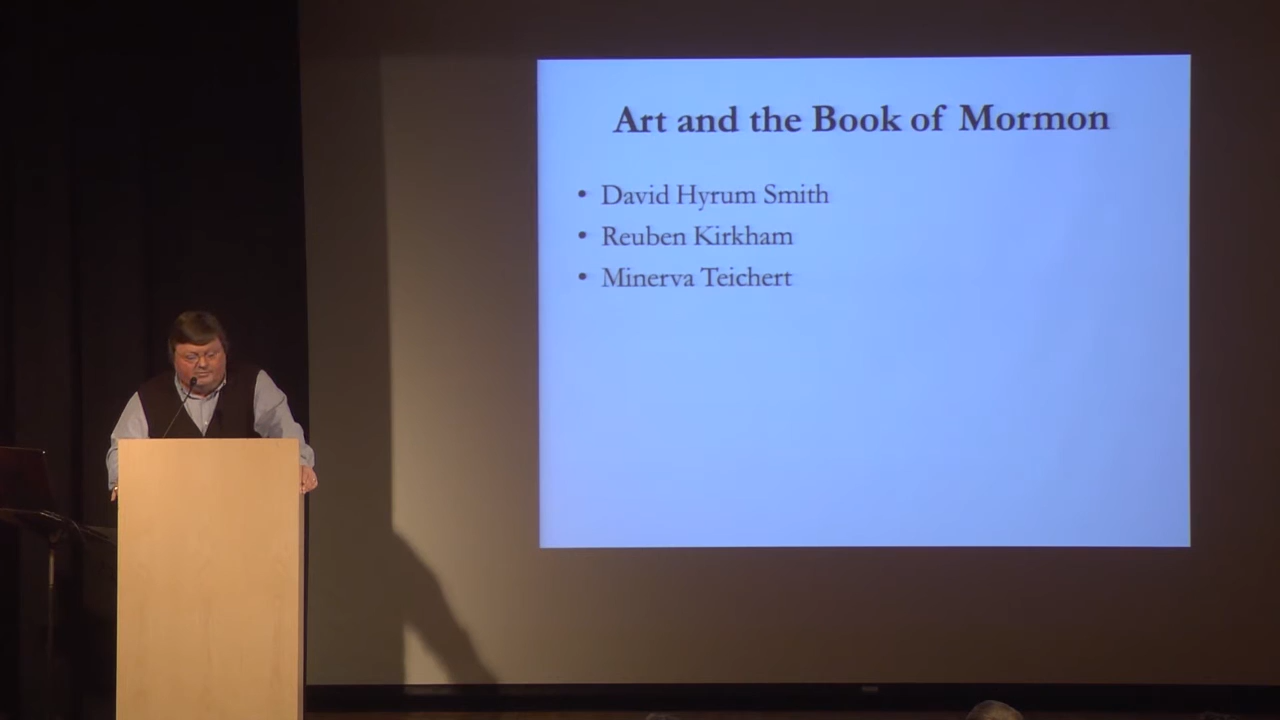 Art and the Book of Mormon
• David Hyrum Smith
• Reuben Kirkham
• Minerva Teichert